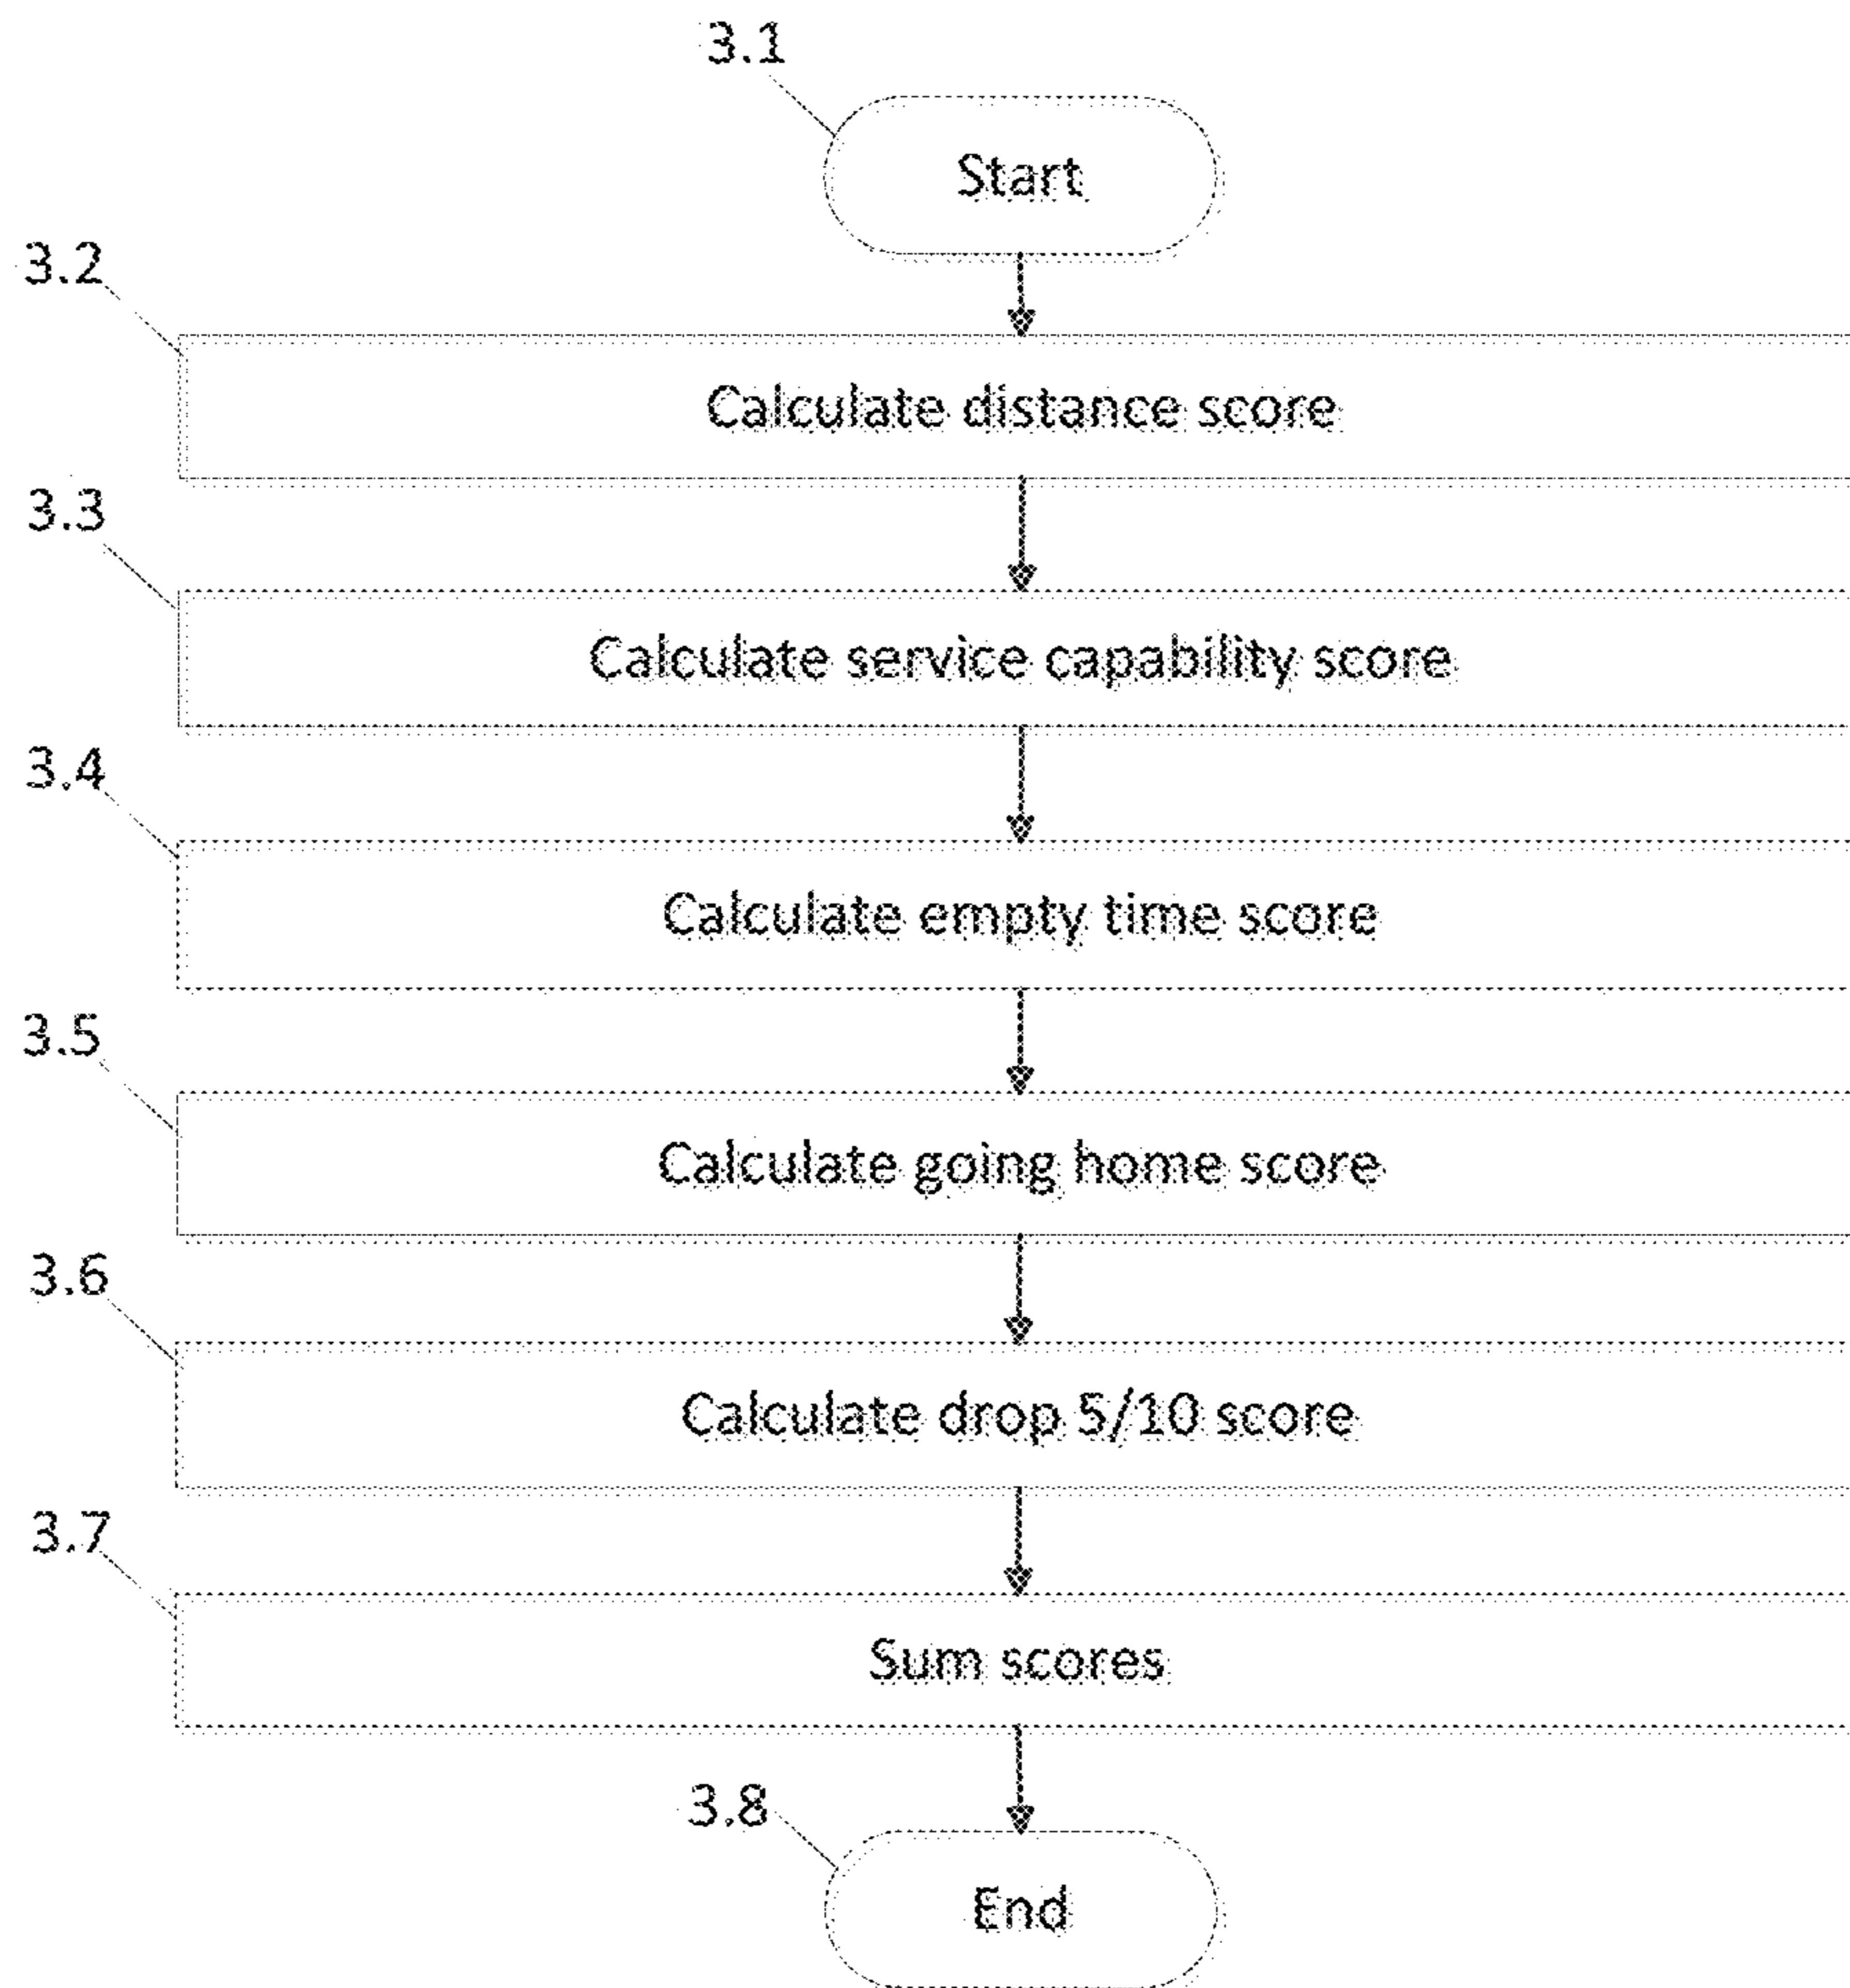 3.1
Start
3.2
Calculate distance score
3.3
Calculate service capability score
3.4
Calculate empty time score
3.5
Calculate going home score
3.6
Calculate drop 5/10 score
3.7
Sum scores
3.8
End